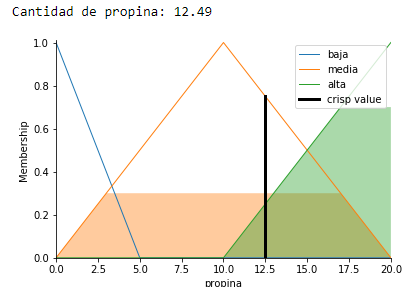 Cantidad de propina: 12.49
1.0
0.8
0.6
0.4
0.2
0.0
Membership
baja
media
alta
crisp value
0.0 2.5 5.0 7.5 10.0 12.5 15.0 17.5 20.0
propina